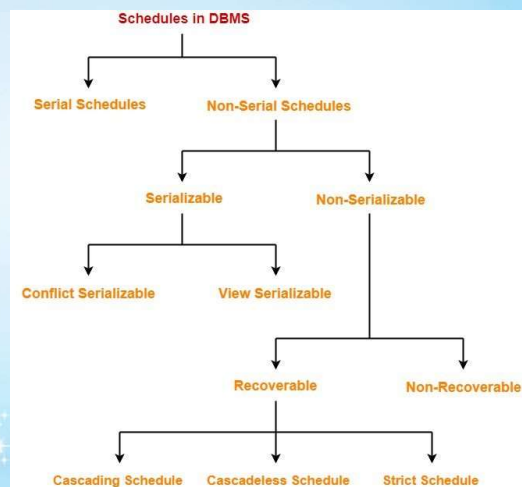 Schedules in DBMS
Serial Schedules
Non-Serial Schedules
Serializable
Non-Serializable
Conflict Serializable
View Serializable
Recoverable
Non-Recoverable
Cascading Schedule
Cascadeless Schedule
Strict Schedule